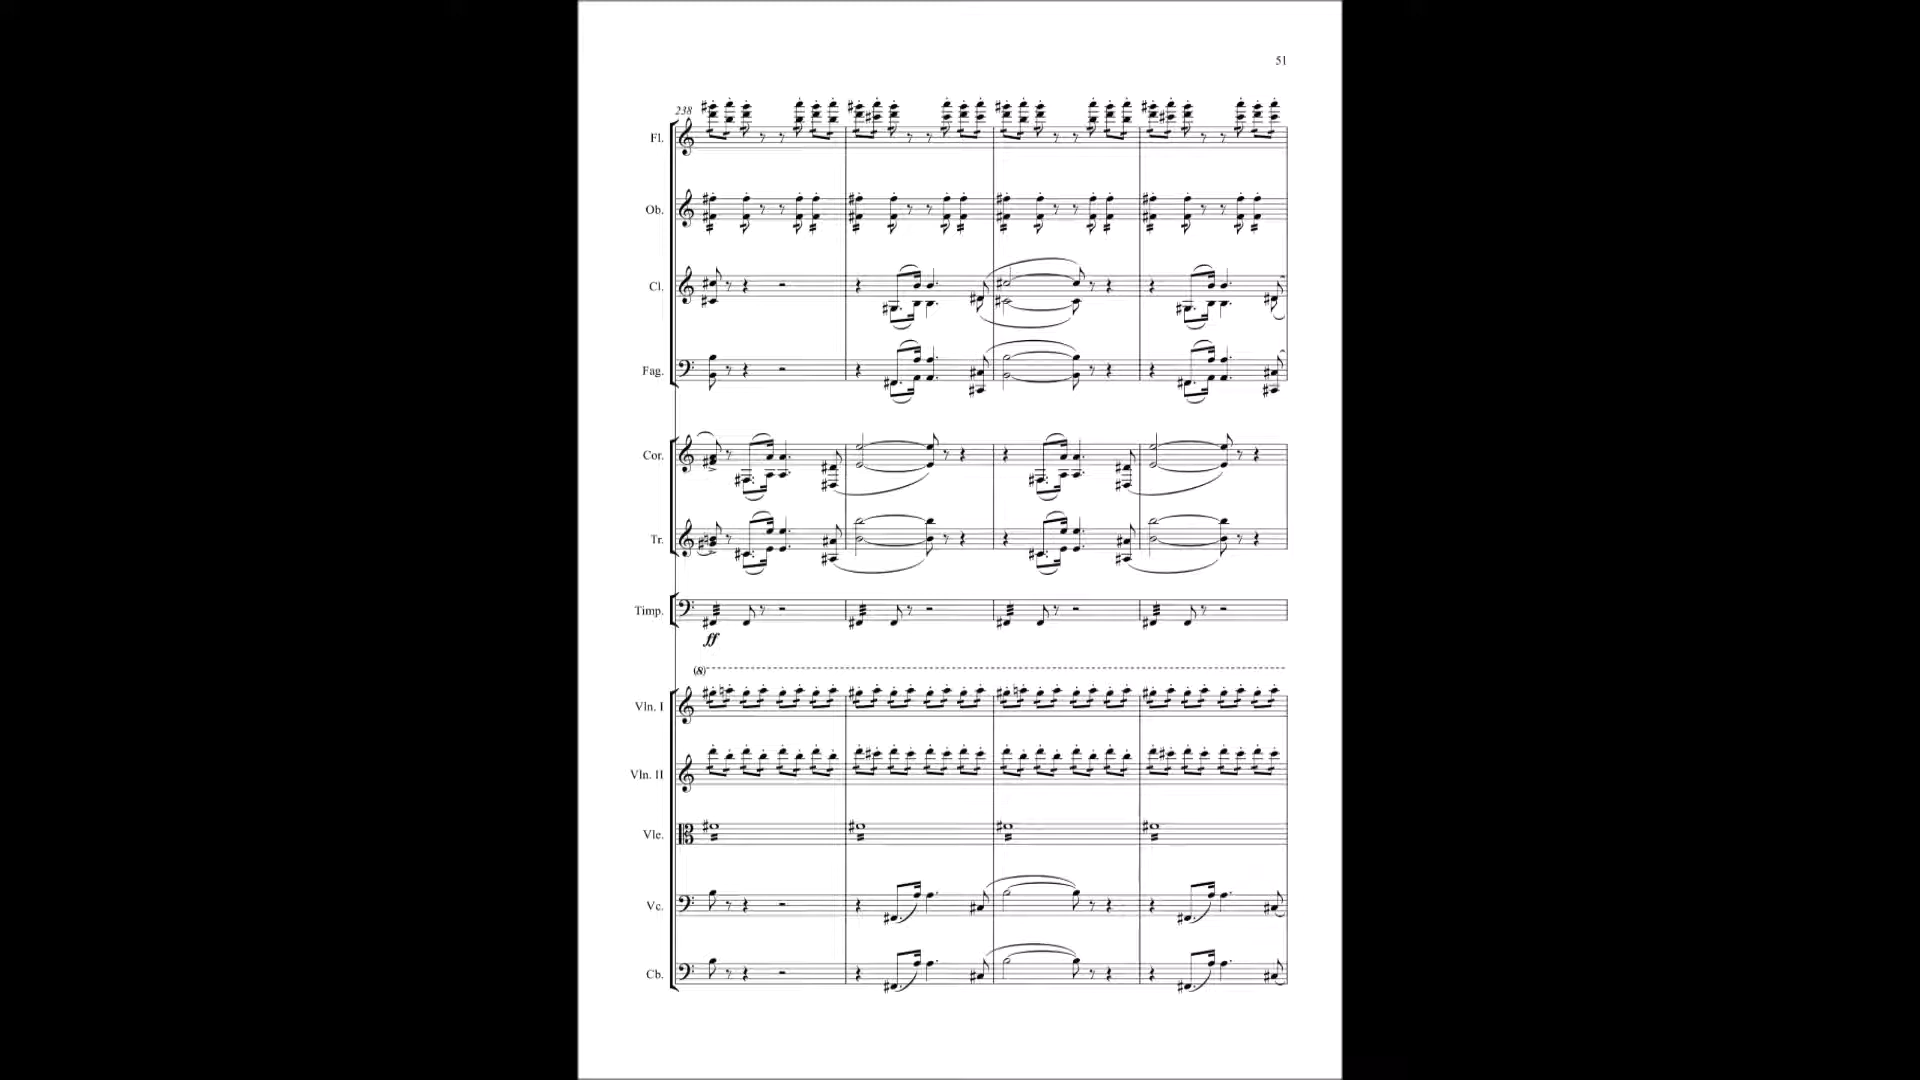 51
238
Fl.
Ob.
Cl.
Fag.
Cor.
Tr.
Timp.
ff
(8)
Vln. I
Vln. II
Vle.
Vc.
Cb.